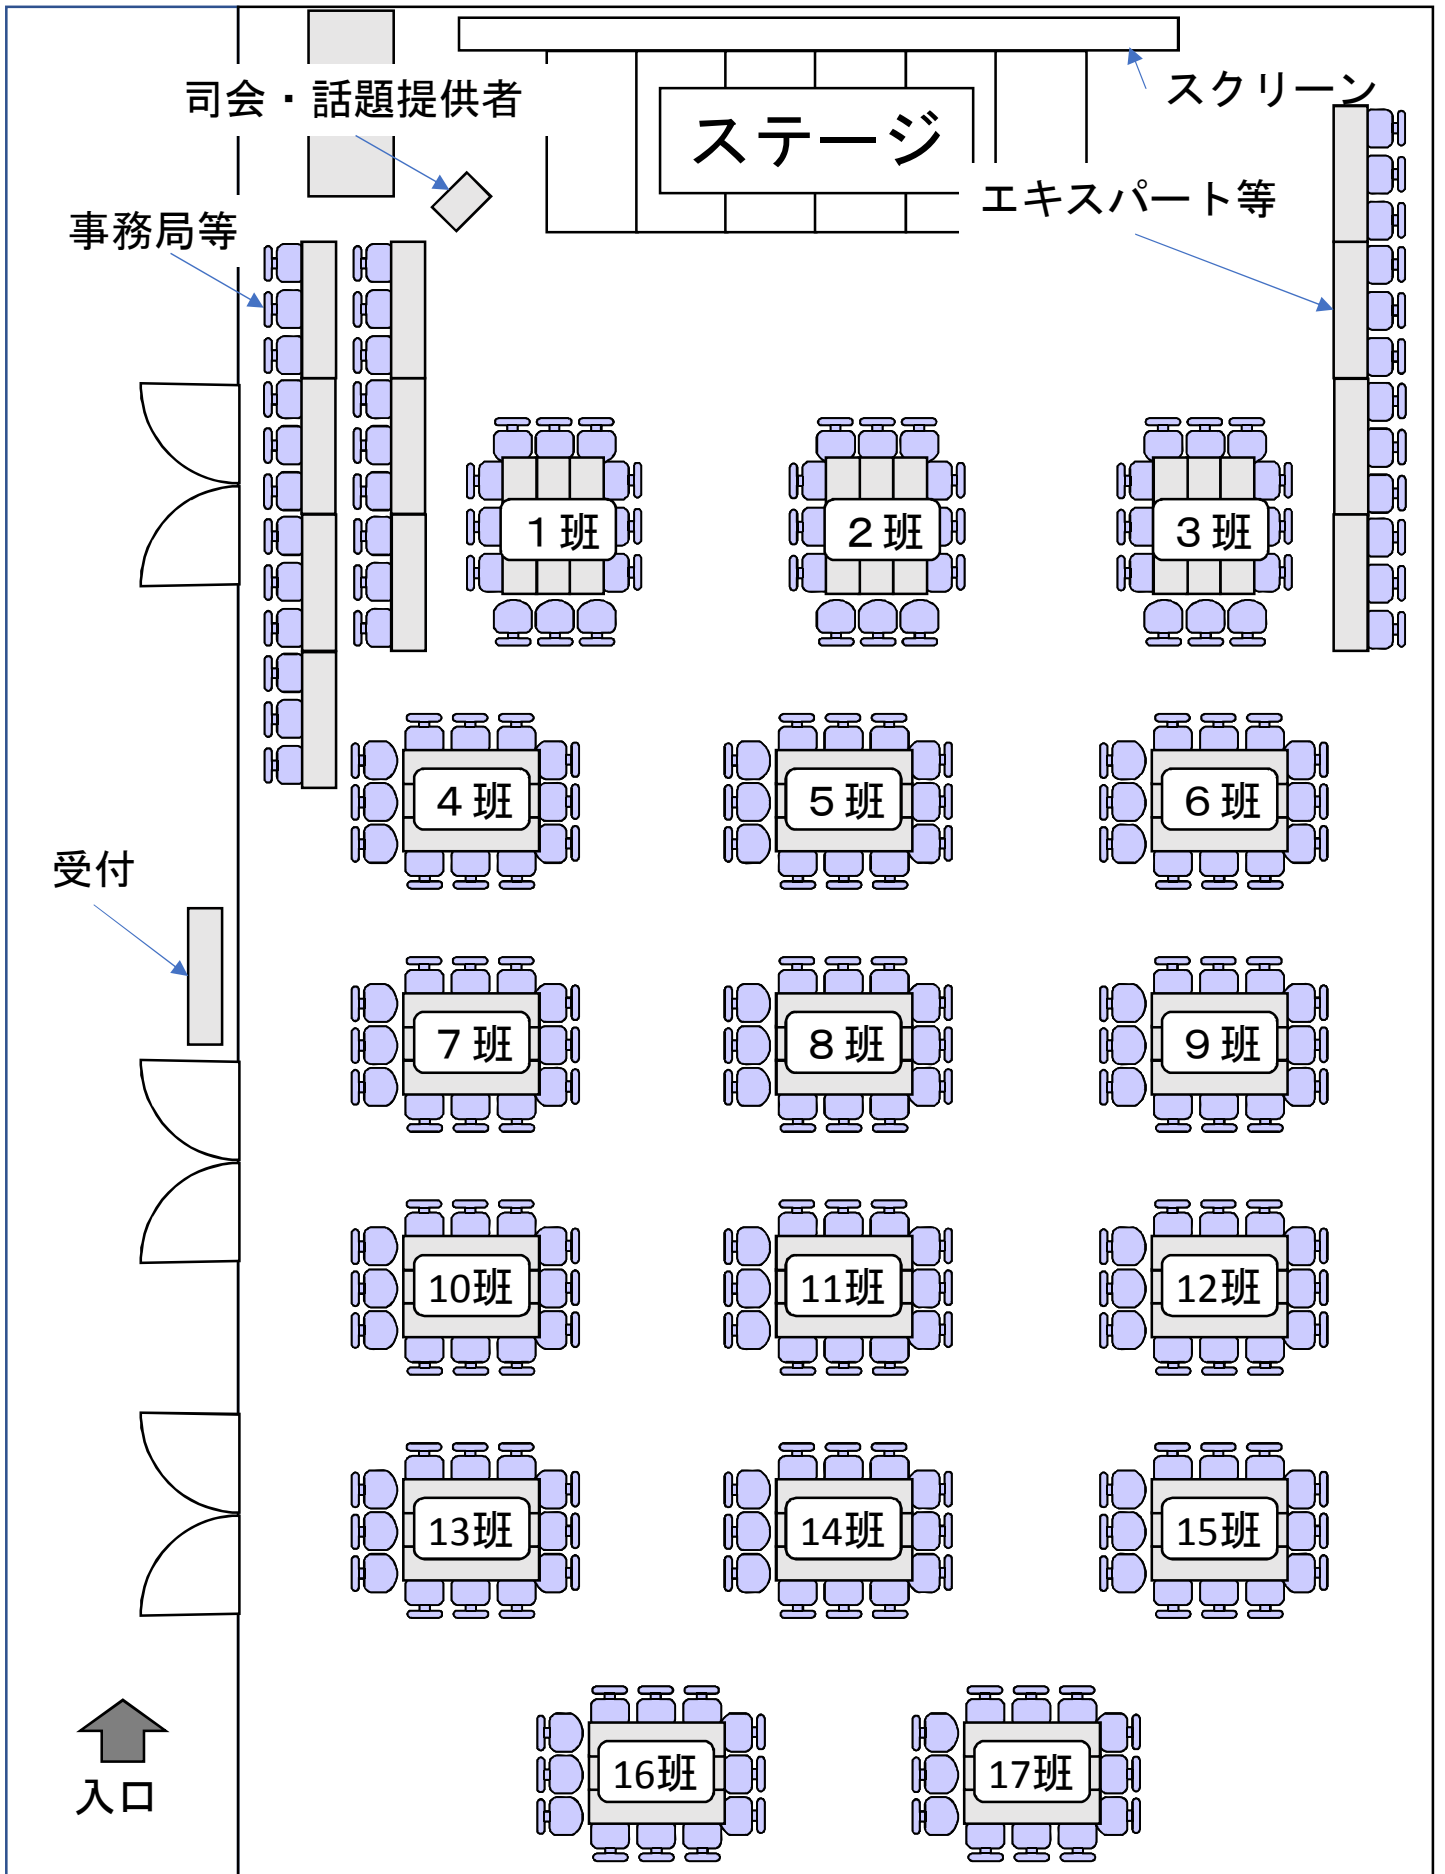 スクリーン
司会・話題提供者
ステージ
エキスパート等
事務局等
１班
２班
３班
４班
５班
６班
受付
７班
８班
９班
10班
11班
12班
13班
14班
15班
16班
17班
入口